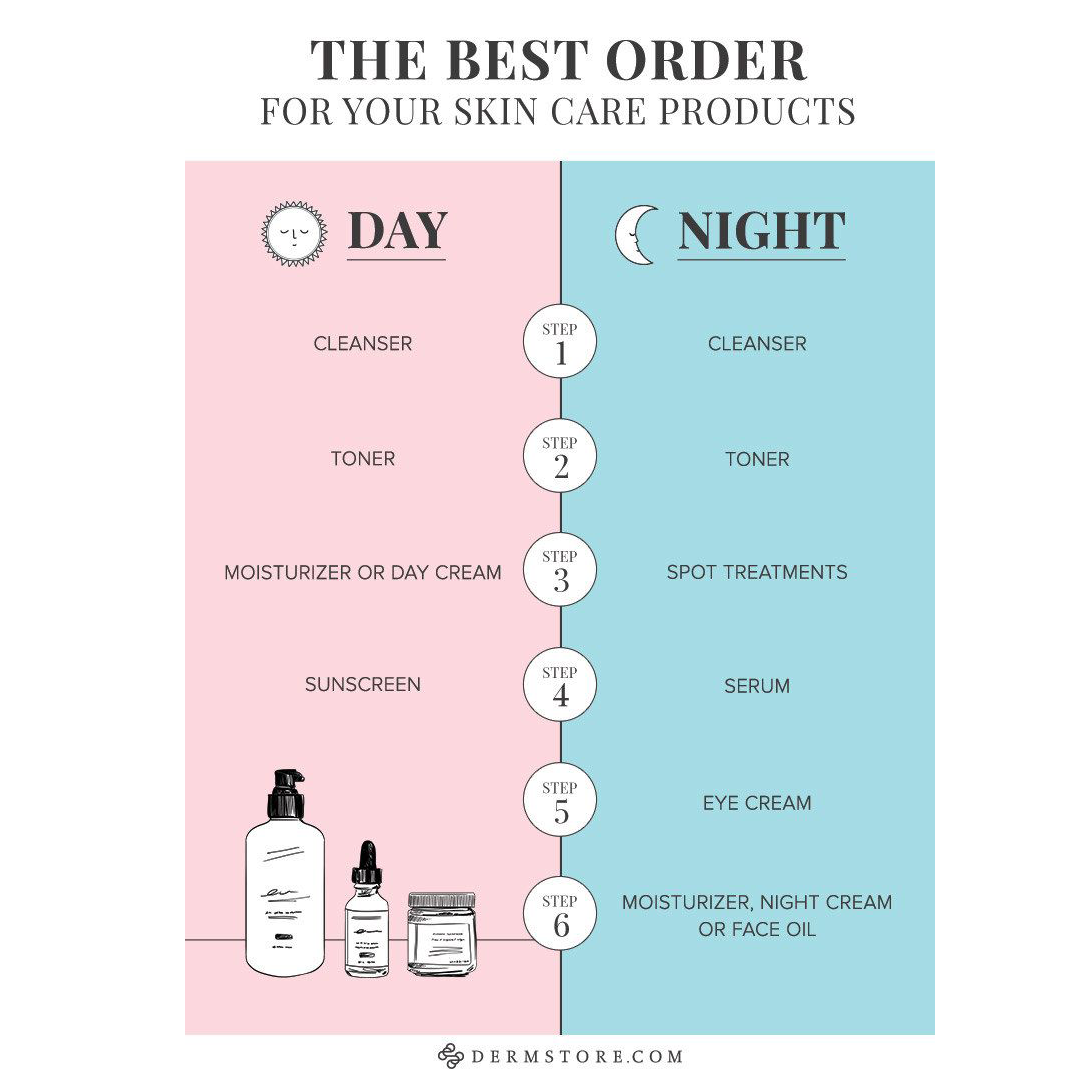 THE BEST ORDER
FOR YOUR SKIN CARE PRODUCTS
DAY
NIGHT
CLEANSER
STEP
1
CLEANSER
TONER
STEP
2
TONER
MOISTURIZER OR DAY CREAM
STEP
3
SPOT TREATMENTS
SUNSCREEN
STEP
4
SERUM
STEP
5
EYE CREAM
STEP
6
MOISTURIZER, NIGHT CREAM
OR FACE OIL
DERMSTORE.COM